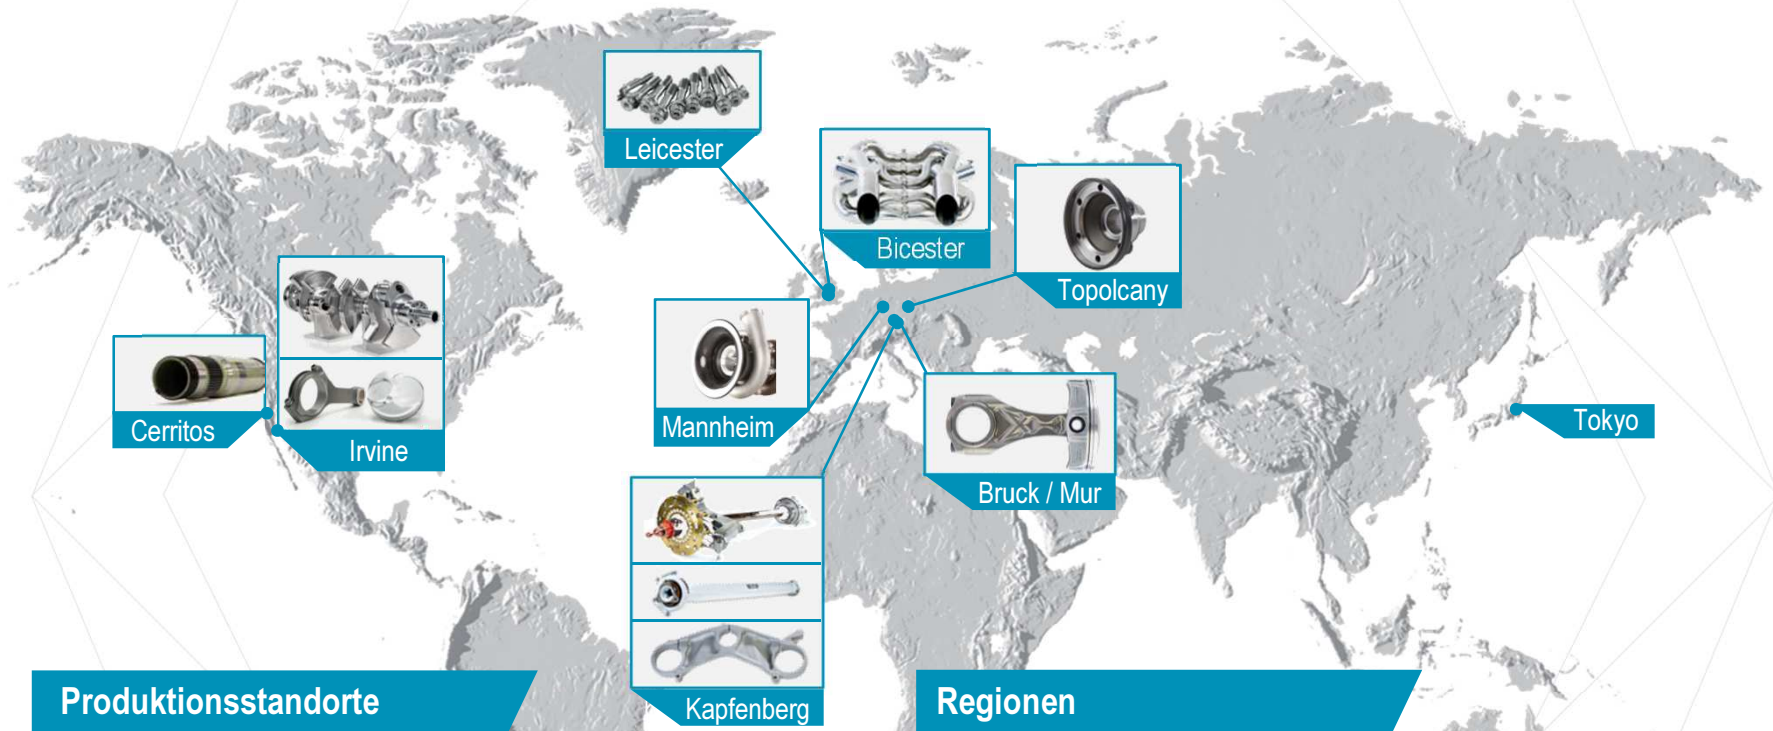 Leicester
Bicester
Topolcany
Cerritos
Irvine
Mannheim
Tokyo
Bruck / Mur
Kapfenberg
Produktionsstandorte
Regionen